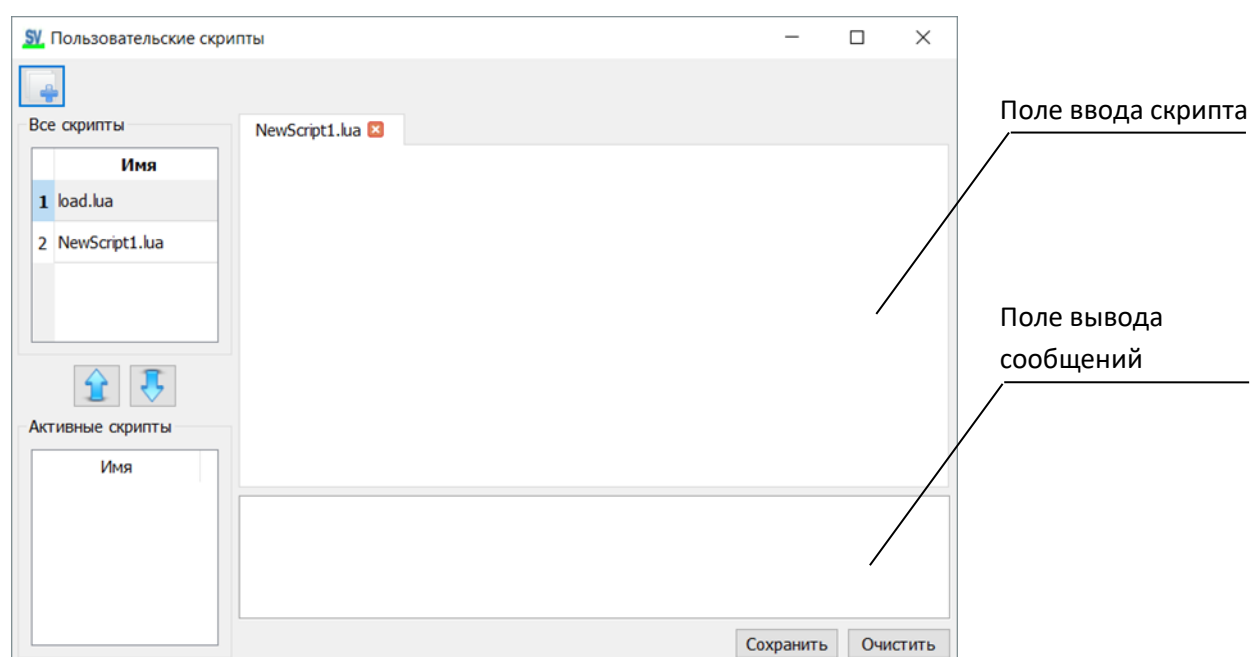 SV Пользовательские скрипты
Поле ввода скрипта
Все скрипты
NewScript1.lua
Имя
1 load.lua
2 NewScript1.lua
Поле вывода
сообщений
Активные скрипты
Имя
Сохранить
Очистить